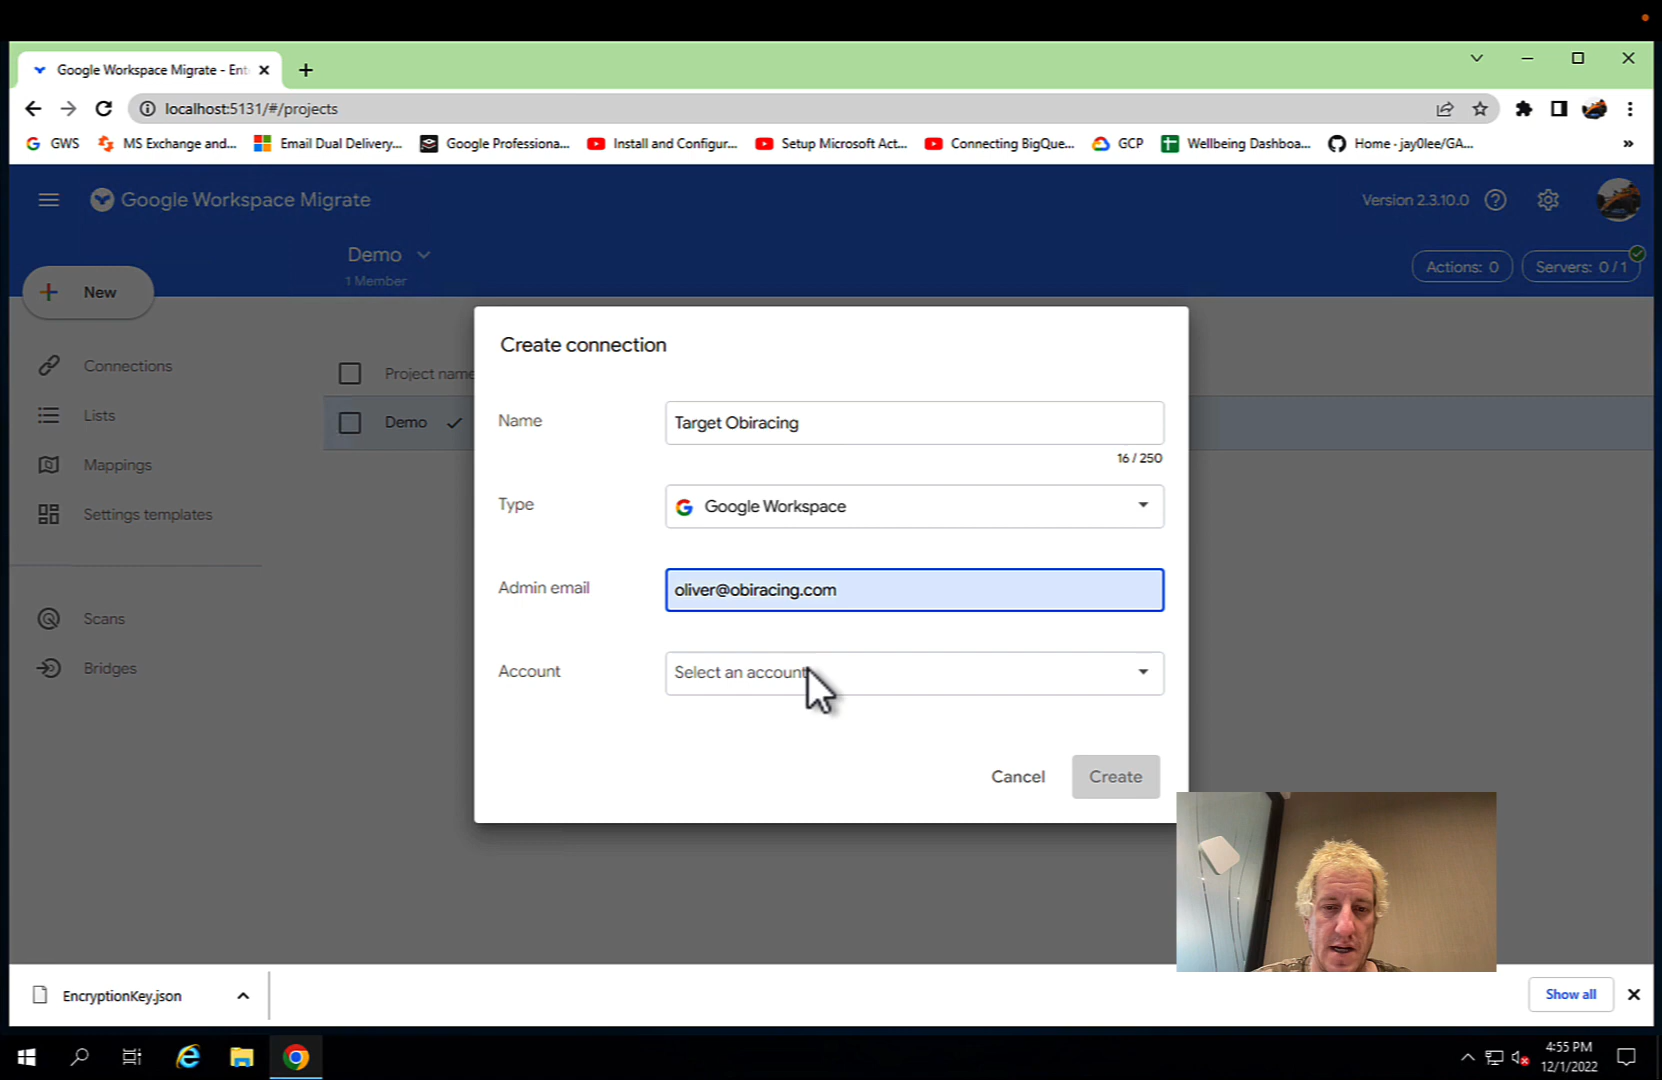 Google Workspace Migrate - Ent
localhost:5131/#/projects
GWS
MS Exchange and...
Email Dual Delivery...
Google Professiona...
Install and Configur...
Setup Microsoft Act...
Connecting BigQue...
GCP
Wellbeing Dashboa...
Home · jay0lee/GA...
»
Google Workspace Migrate
Version 2.3.10.0
Demo
1 Member
Actions: 0
Servers: 0 / 1
New
Connections
Lists
Mappings
Settings templates
Scans
Bridges
Project name
Demo
Create connection
Name
Target Obiracing
16 / 250
Type
Google Workspace
Admin email
oliver@obiracing.com
Account
Select an account
Cancel
Create
EncryptionKey.json
Show all
4:55 PM
12/1/2022